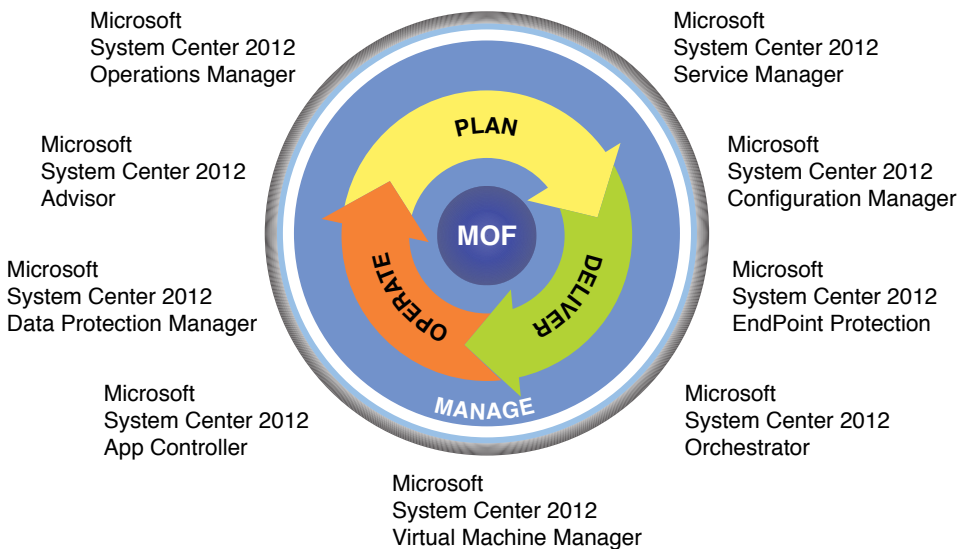 Microsoft
System Center 2012
Operations Manager
Microsoft
System Center 2012
Service Manager
Microsoft
System Center 2012
Advisor
Microsoft
System Center 2012
Configuration Manager
Microsoft
System Center 2012
Data Protection Manager
Microsoft
System Center 2012
EndPoint Protection
Microsoft
System Center 2012
App Controller
Microsoft
System Center 2012
Orchestrator
Microsoft
System Center 2012
Virtual Machine Manager
PLAN
MOF
DELIVER
OPERATE
MANAGE